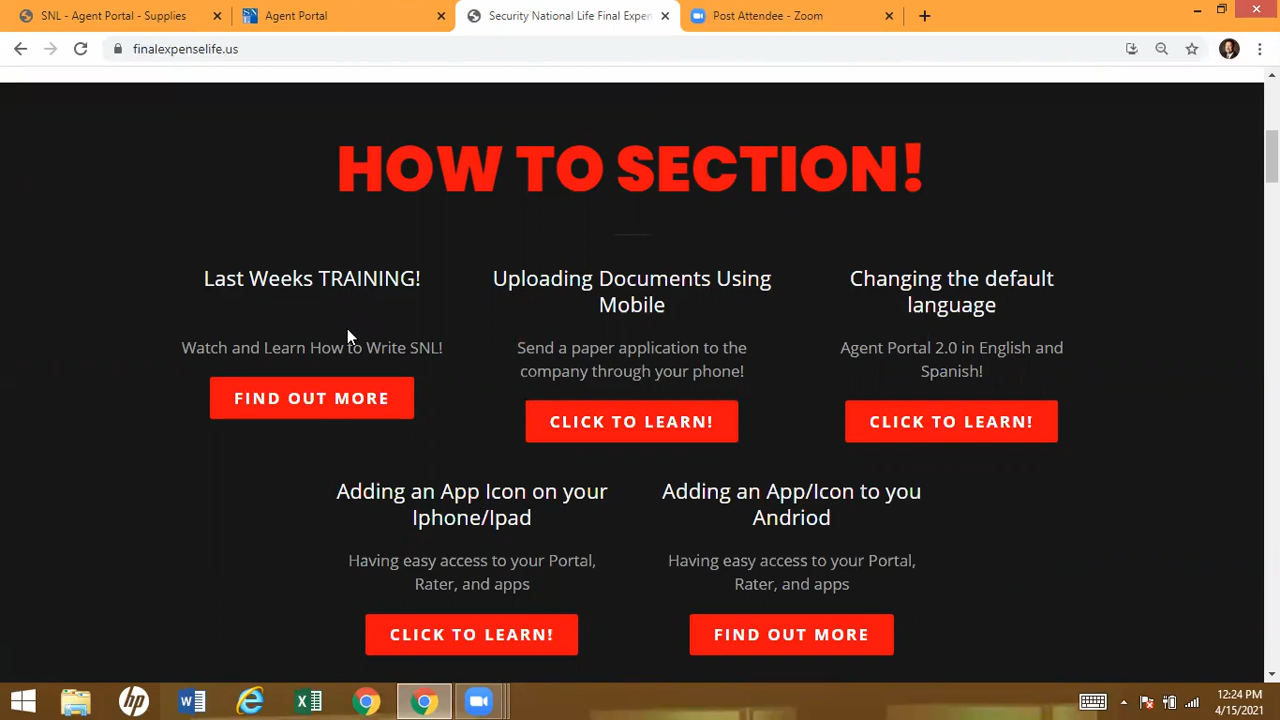 SNL - Agent Portal - Supplies
Agent Portal
Security National Life Final Expen
Post Attendee - Zoom
finalexpenselife.us
HOW TO SECTION!
Last Weeks TRAINING!
Watch and Learn How to Write SNL!
FIND OUT MORE
Uploading Documents Using
Mobile
Send a paper application to the
company through your phone!
CLICK TO LEARN!
Changing the default
language
Agent Portal 2.0 in English and
Spanish!
CLICK TO LEARN!
Adding an App Icon on your
Iphone/Ipad
Having easy access to your Portal,
Rater, and apps
CLICK TO LEARN!
Adding an App/Icon to you
Andriod
Having easy access to your Portal,
Rater, and apps
FIND OUT MORE
12:24 PM
4/15/2021